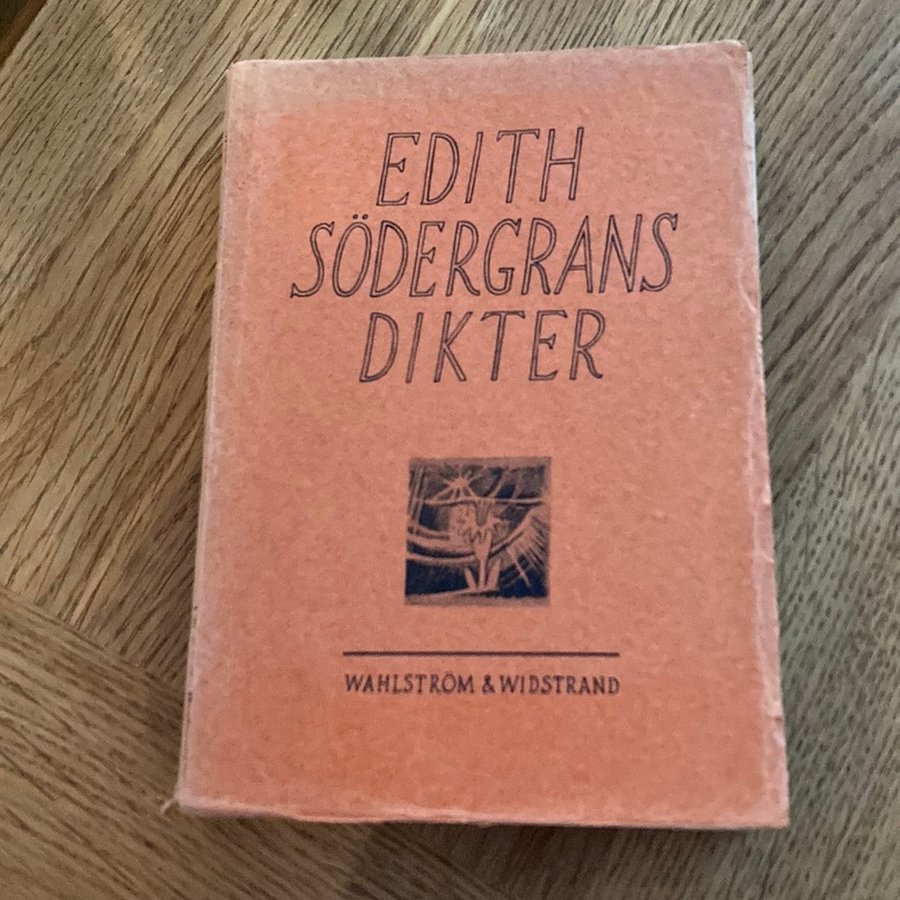 EDITH
SÖDERGRANS
DIKTER
WAHLSTRÖM & WIDSTRAND